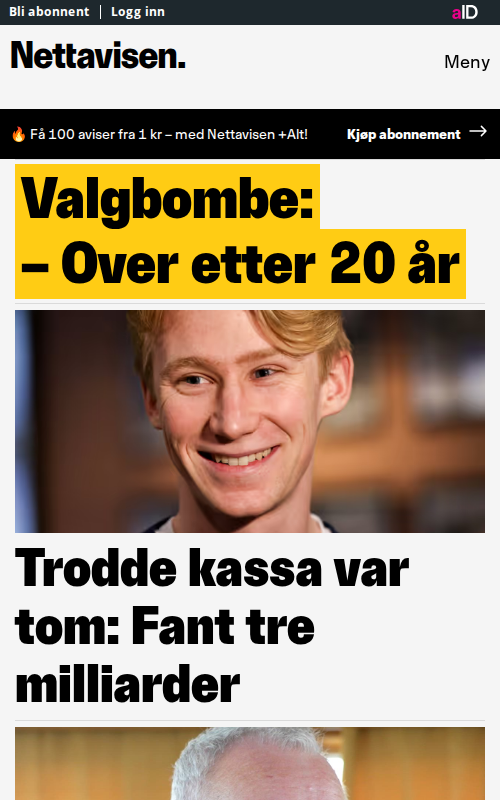 Bli abonnent | Logg inn
aID
Nettavisen.
Meny
🔥 Få 100 aviser fra 1 kr – med Nettavisen +Alt!
Kjøp abonnement →
Valgbombe:
– Over etter 20 år
Trodde kassa var
tom: Fant tre
milliarder